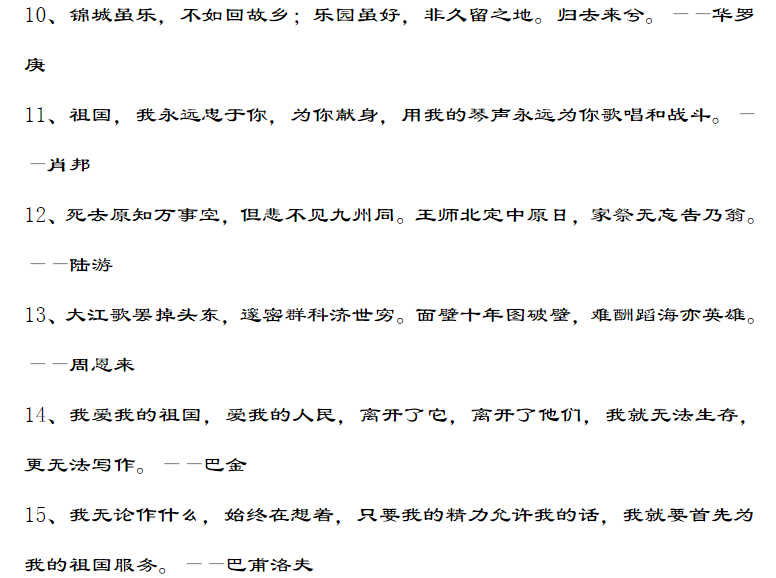 10、锦城虽乐，不如回故乡；乐园虽好，非久留之地。归去来兮。 ——华罗
庚
11、祖国，我永远忠于你，为你献身，用我的琴声永远为你歌唱和战斗。 —
—肖邦
12、死去原知万事空，但悲不见九州同。王师北定中原日，家祭无忘告乃翁。
——陆游
13、大江歌罢掉头东，邃密群科济世穷。面壁十年图破壁，难酬蹈海亦英雄。
——周恩来
14、我爱我的祖国，爱我的人民，离开了它，离开了他们，我就无法生存，
更无法写作。 ——巴金
15、我无论作什么，始终在想着，只要我的精力允许我的话，我就要首先为
我的祖国服务。 ——巴甫洛夫